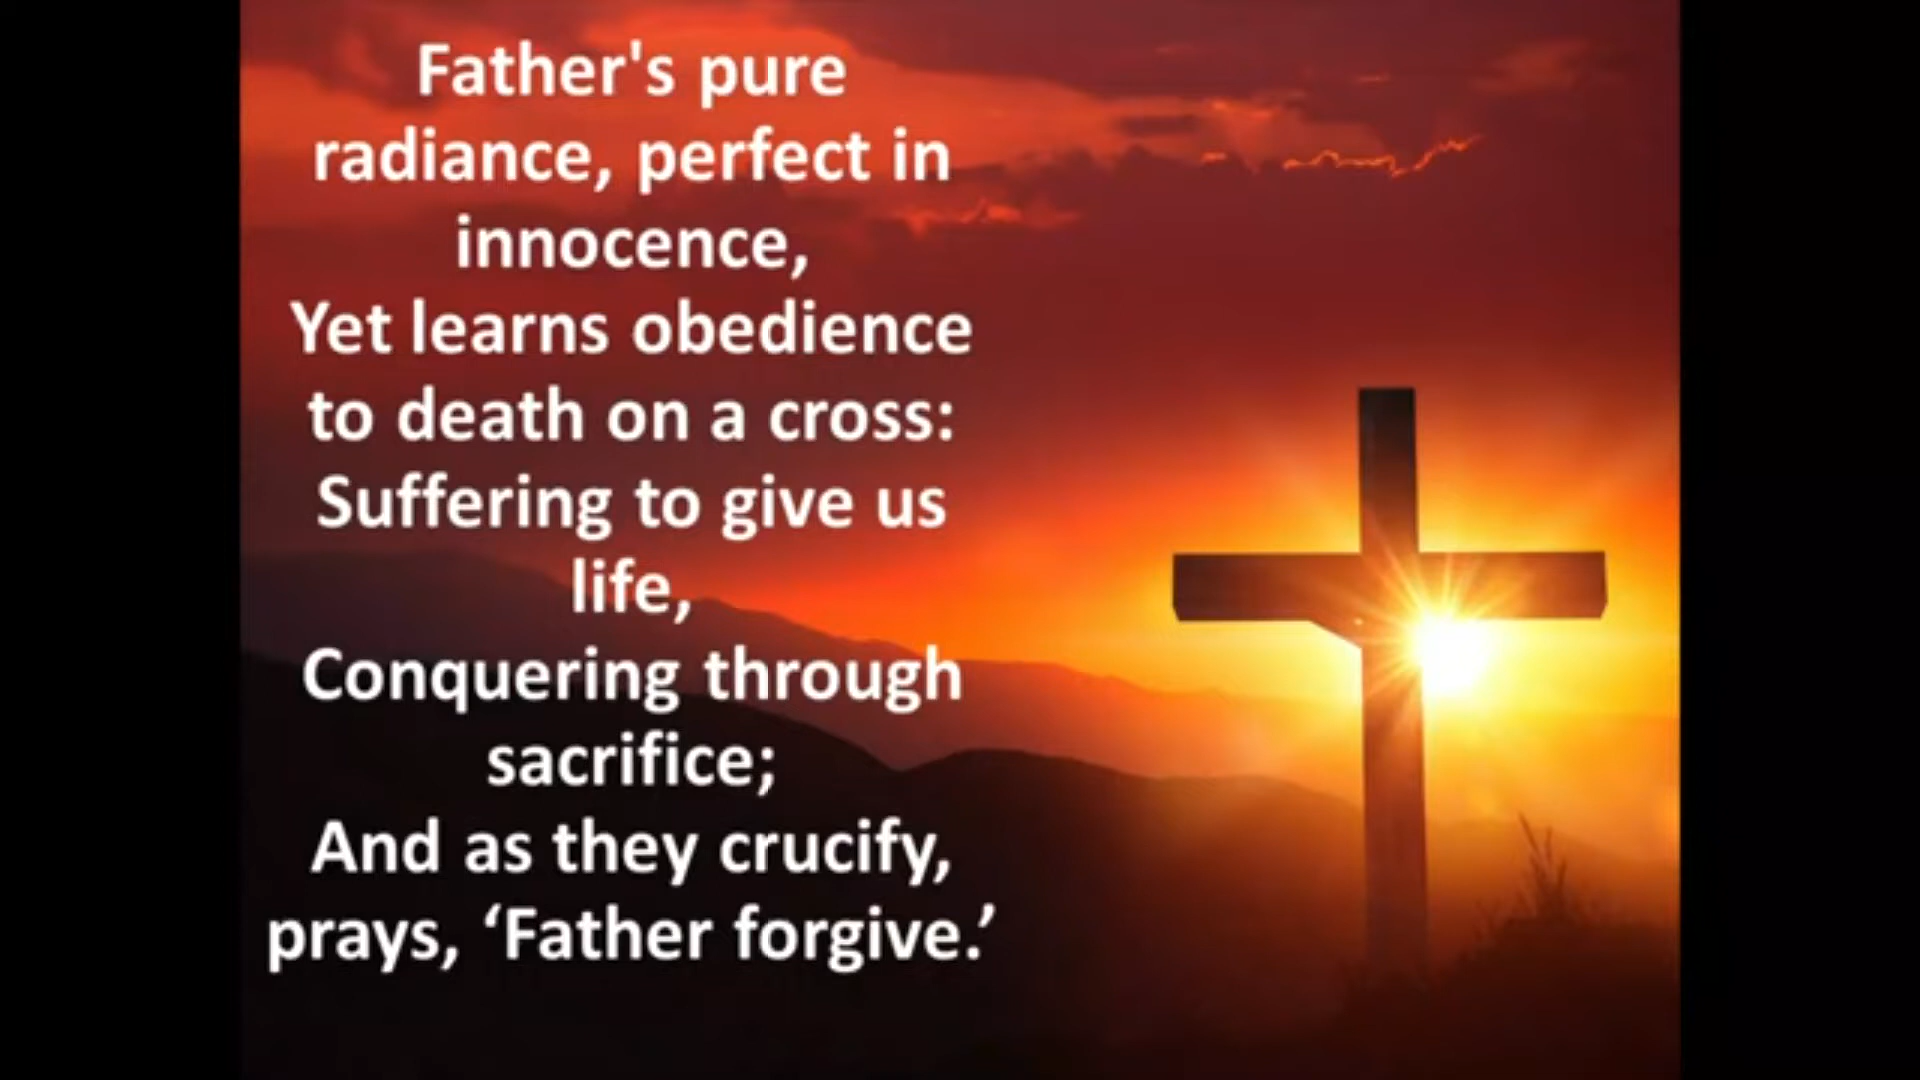 Father's pure
radiance, perfect in
innocence,
Yet learns obedience
to death on a cross:
Suffering to give us
life,
Conquering through
sacrifice;
And as they crucify,
prays, ‘Father forgive.’